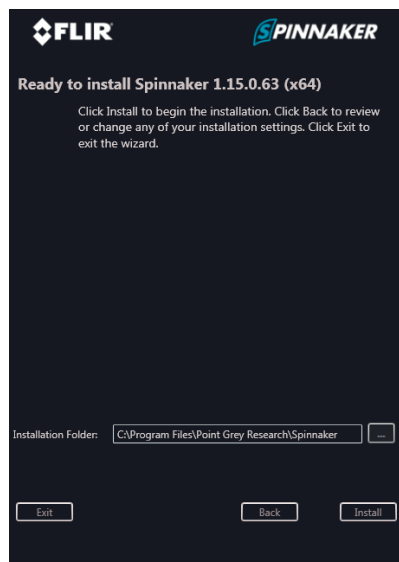 FLIR
SPINNAKER
Ready to install Spinnaker 1.15.0.63 (x64)
Click Install to begin the installation. Click Back to review
or change any of your installation settings. Click Exit to
exit the wizard.
Installation Folder:
C:\Program Files\Point Grey Research\Spinnaker
...
Exit
Back
Install